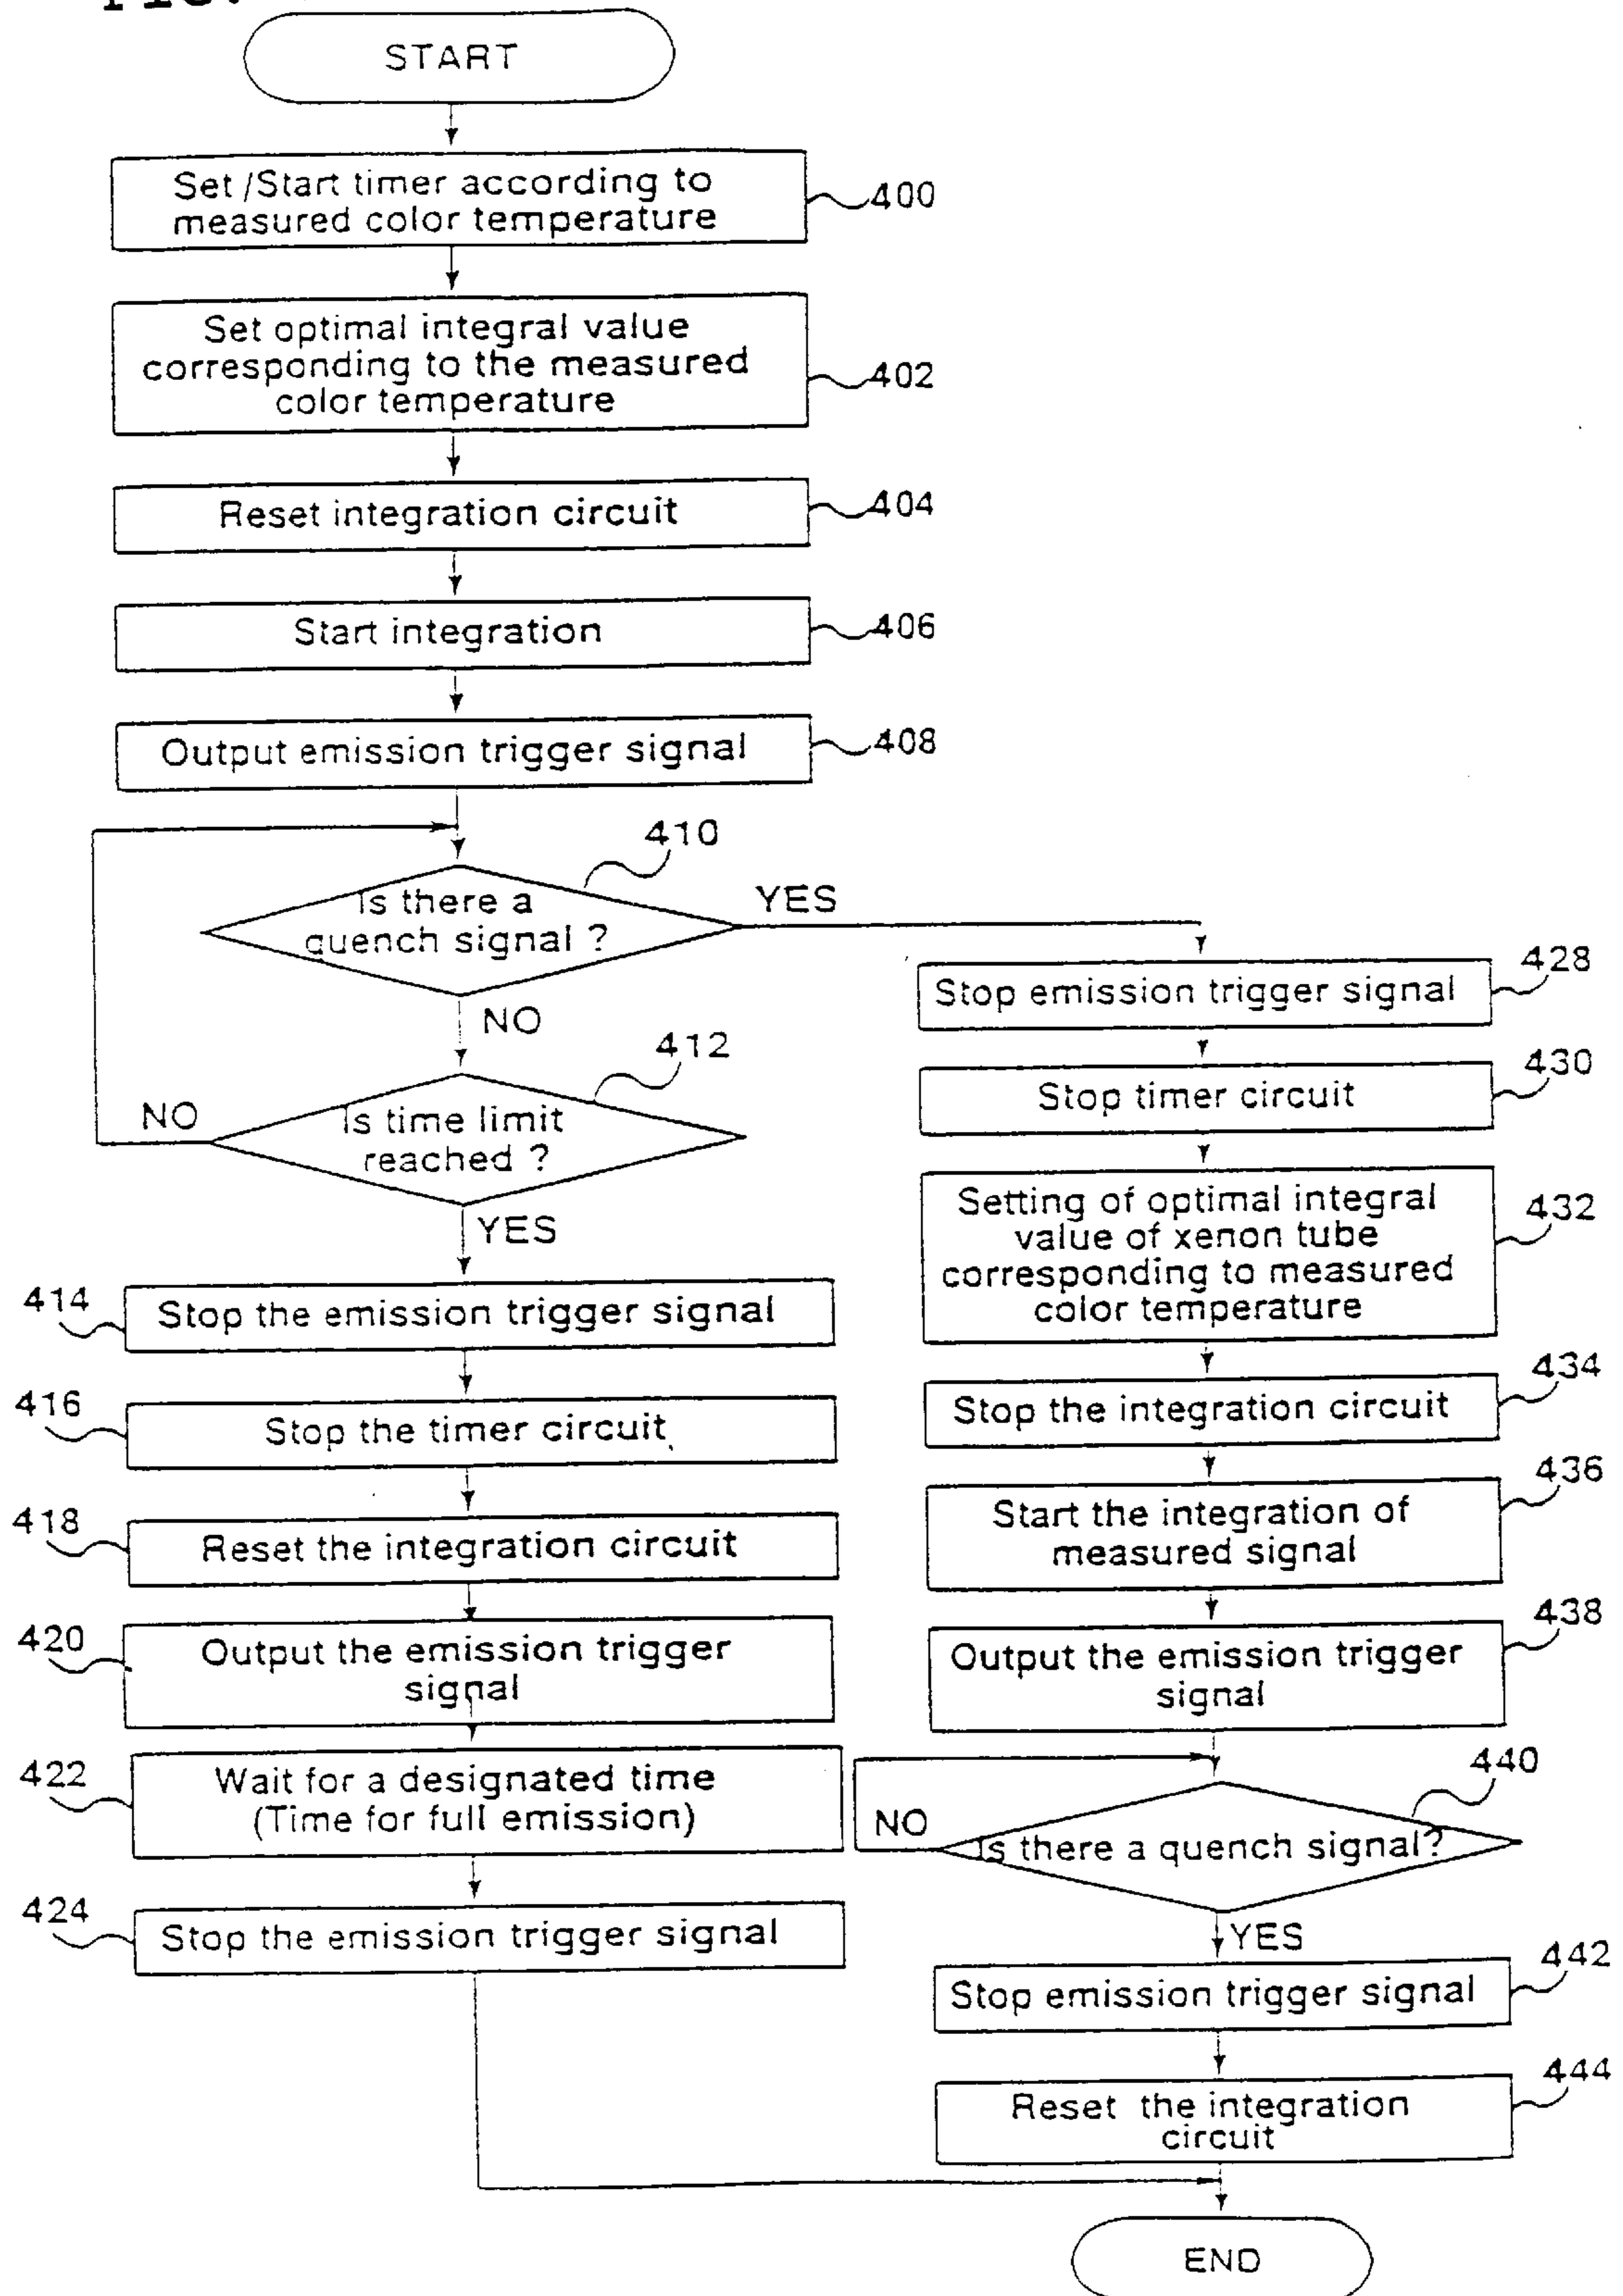 START
Set /Start timer according to
measured color temperature
400
Set optimal integral value
corresponding to the measured
color temperature
402
Reset integration circuit
404
Start integration
406
Output emission trigger signal
408
410
Is there a
quench signal ?
YES
NO
412
Is time limit
reached ?
NO
YES
414
Stop the emission trigger signal
416
Stop the timer circuit
418
Reset the integration circuit
420
Output the emission trigger
signal
422
Wait for a designated time
(Time for full emission)
424
Stop the emission trigger signal
428
Stop emission trigger signal
430
Stop timer circuit
432
Setting of optimal integral
value of xenon tube
corresponding to measured
color temperature
434
Stop the integration circuit
436
Start the integration of
measured signal
438
Output the emission trigger
signal
440
NO
Is there a quench signal?
YES
442
Stop emission trigger signal
444
Reset the integration
circuit
END